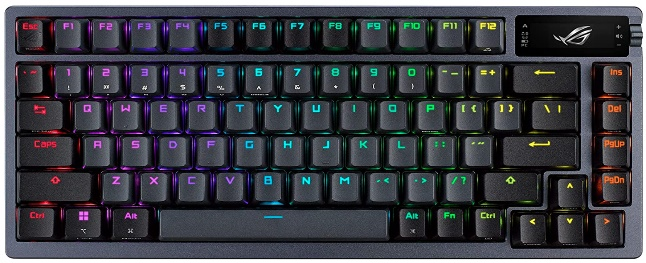 Esc F1 F2 F3 F4 F5 F6 F7 F8 F9 F10 F11 F12
~ 1 2 3 4 5 6 7 8 9 0 - _ = + Ins
Q W E R T Y U I O P [ { ] } \ | Del
Caps A S D F G H J K L PgUp
Z X C V B N M / ? PgDn
Ctrl Alt Alt Fn Ctrl